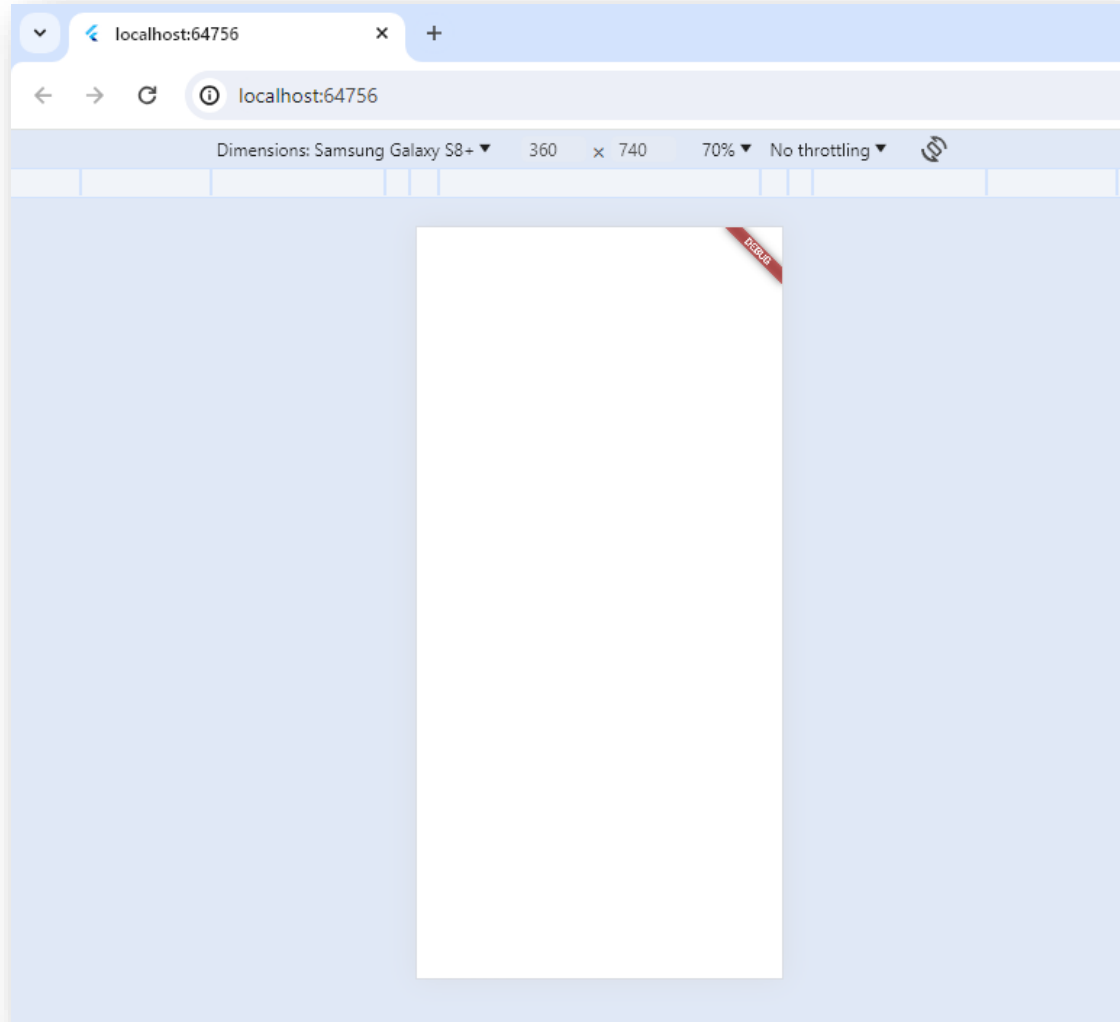 localhost:64756
localhost:64756
Dimensions: Samsung Galaxy S8+ 360 × 740 70% No throttling
DEBUG